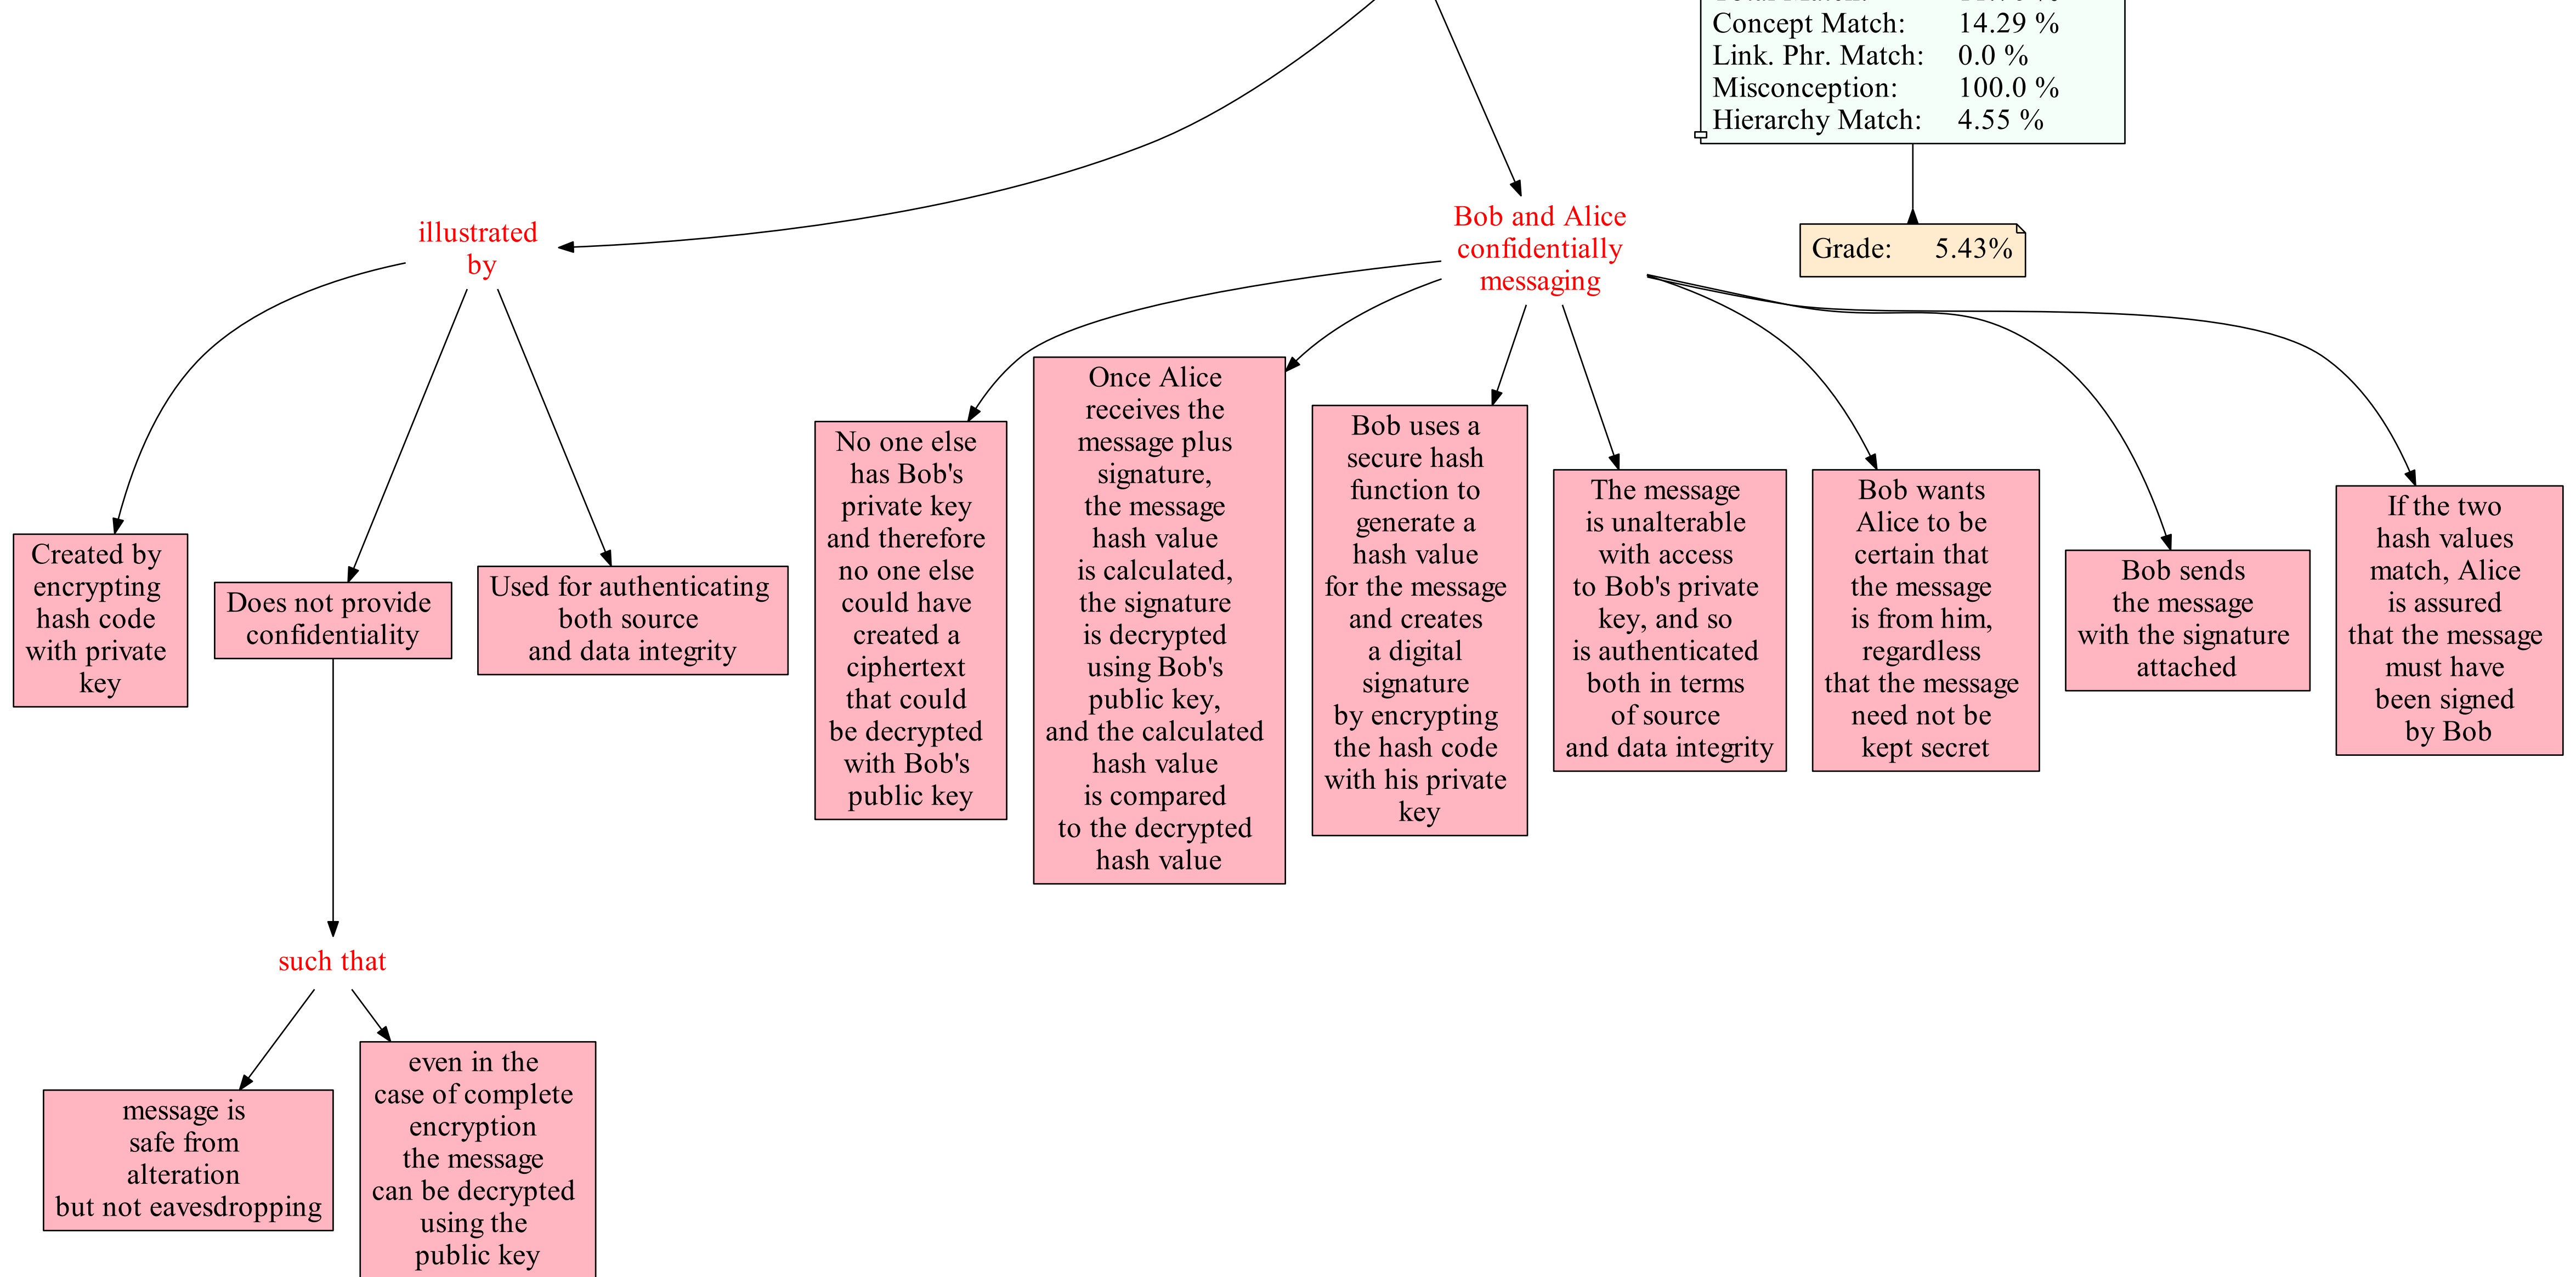 Concept Match: 14.29 %
Link. Phr. Match: 0.0 %
Misconception: 100.0 %
Hierarchy Match: 4.55 %
Grade: 5.43%
illustrated
by
Bob and Alice
confidentially
messaging
Created by
encrypting
hash code
with private
key
Does not provide
confidentiality
Used for authenticating
both source
and data integrity
No one else
has Bob's
private key
and therefore
no one else
could have
created a
ciphertext
that could
be decrypted
with Bob's
public key
Once Alice
receives the
message plus
signature,
the message
hash value
is calculated,
the signature
is decrypted
using Bob's
public key,
and the calculated
hash value
is compared
to the decrypted
hash value
Bob uses a
secure hash
function to
generate a
hash value
for the message
and creates
a digital
signature
by encrypting
the hash code
with his private
key
The message
is unalterable
with access
to Bob's private
key, and so
is authenticated
both in terms
of source
and data integrity
Bob wants
Alice to be
certain that
the message
is from him,
regardless
that the message
need not be
kept secret
Bob sends
the message
with the signature
attached
If the two
hash values
match, Alice
is assured
that the message
must have
been signed
by Bob
such that
message is
safe from
alteration
but not eavesdropping
even in the
case of complete
encryption
the message
can be decrypted
using the
public key